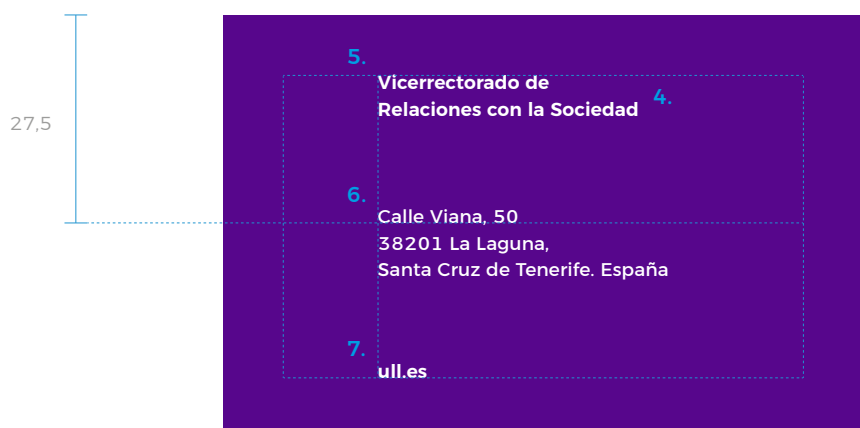 5.
Vicerrectorado de
4.
Relaciones con la Sociedad
27,5
6.
Calle Viana, 50
38201 La Laguna,
Santa Cruz de Tenerife. España
7.
ull.es